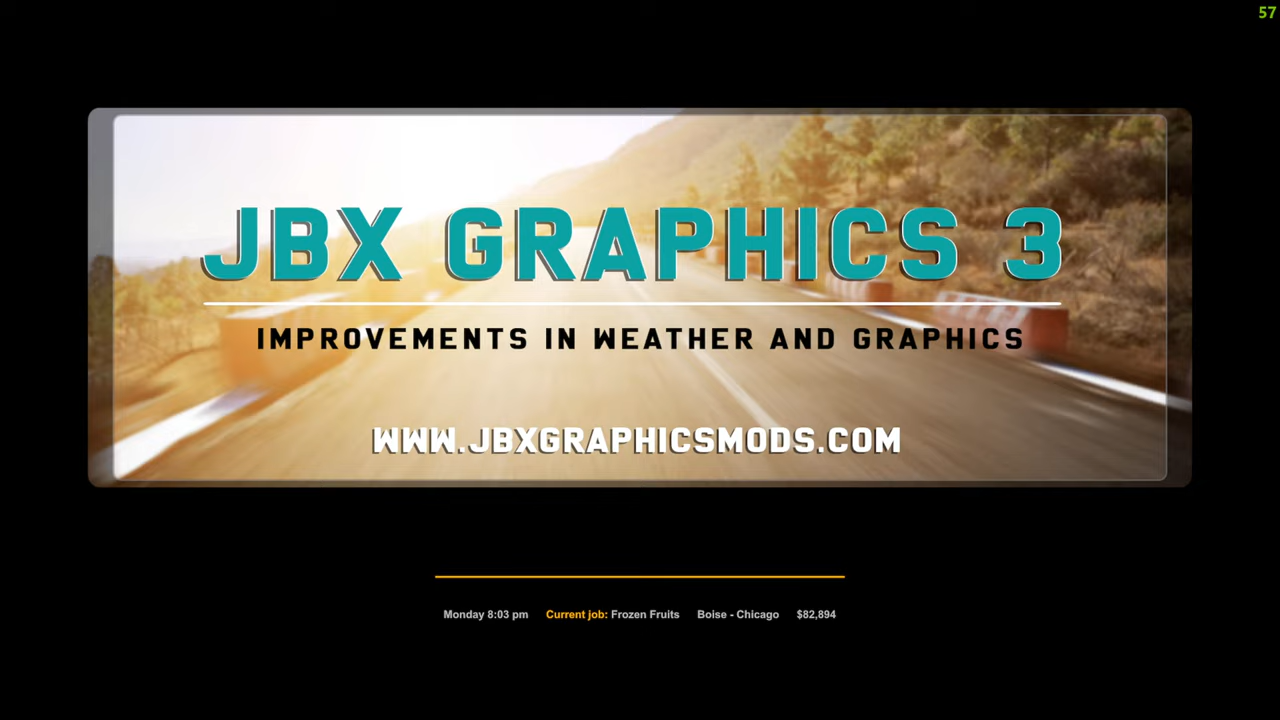 57
JBX GRAPHICS 3
IMPROVEMENTS IN WEATHER AND GRAPHICS
WWW.JBXGRAPHICSMODS.COM
Monday 8:03 pm Current job: Frozen Fruits Boise - Chicago $82,894